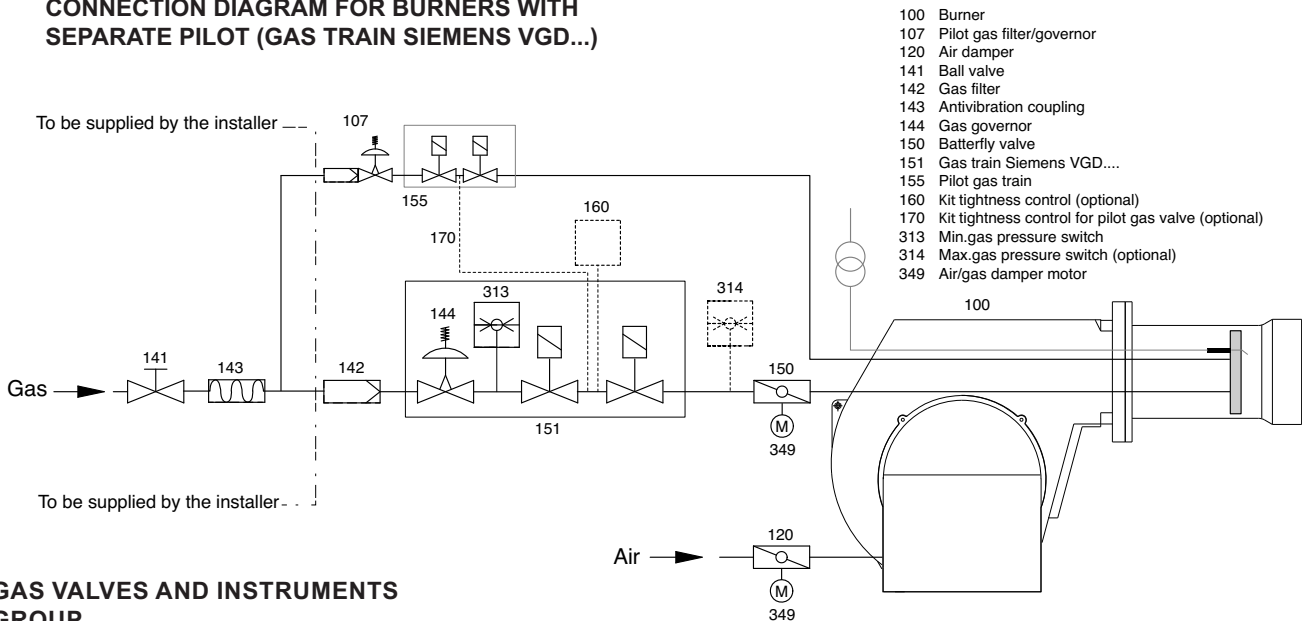 CONNECTION DIAGRAM FOR BURNERS WITH
SEPARATE PILOT (GAS TRAIN SIEMENS VGD...)
100 Burner
107 Pilot gas filter/governor
120 Air damper
141 Ball valve
142 Gas filter
143 Antivibration coupling
144 Gas governor
150 Batterfly valve
151 Gas train Siemens VGD....
155 Pilot gas train
160 Kit tightness control (optional)
170 Kit tightness control for pilot gas valve (optional)
313 Min.gas pressure switch
314 Max.gas pressure switch (optional)
349 Air/gas damper motor
To be supplied by the installer
107
155
160
170
313
314
100
144
141
143
142
150
Gas
M
151
349
To be supplied by the installer
120
Air
M
349
GAS VALVES AND INSTRUMENTS
GROUP